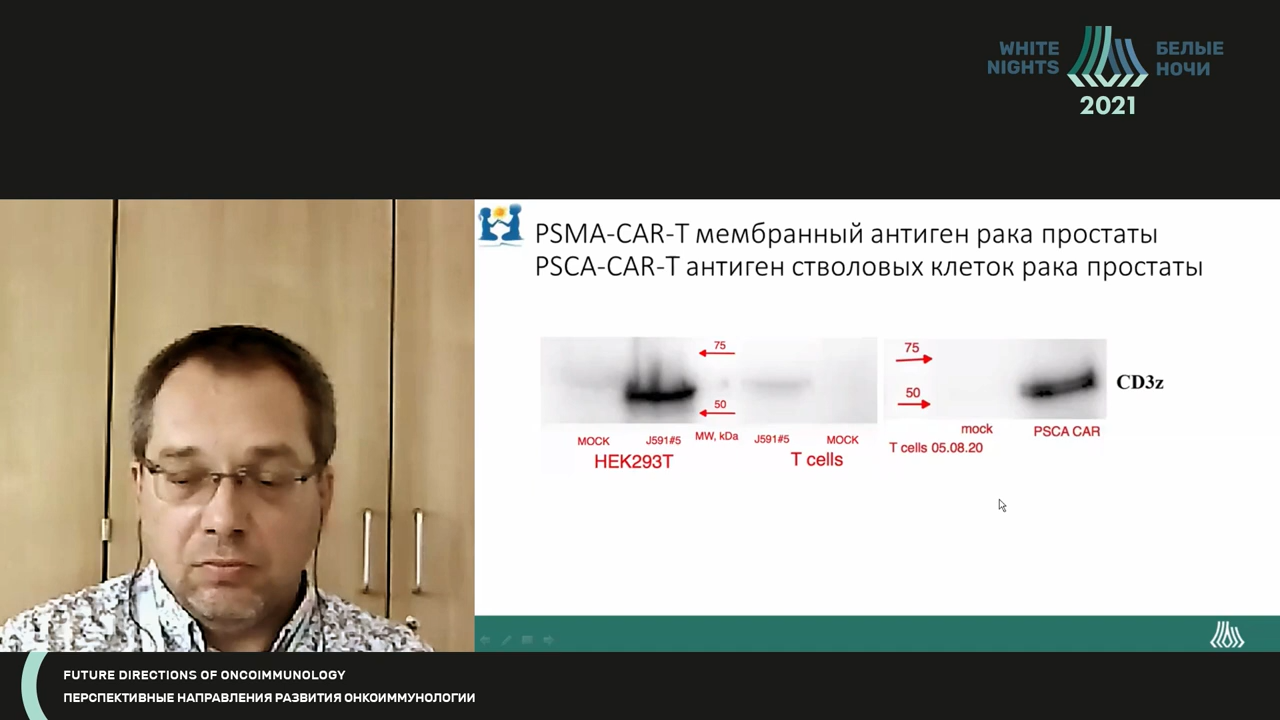 WHITE
NIGHTS
БЕЛЫЕ
НОЧИ
2021
PSMA-CAR-T мембранный антиген рака простаты
PSCA-CAR-T антиген стволовых клеток рака простаты
75
50
MOCK
J591#5
MW, kDa
J591#5
MOCK
HEK293T
T cells
75
50
mock
PSCA CAR
T cells 05.08.20
CD3z
FUTURE DIRECTIONS OF ONCOIMMUNOLOGY
ПЕРСПЕКТИВНЫЕ НАПРАВЛЕНИЯ РАЗВИТИЯ ОНКОИММУНОЛОГИИ